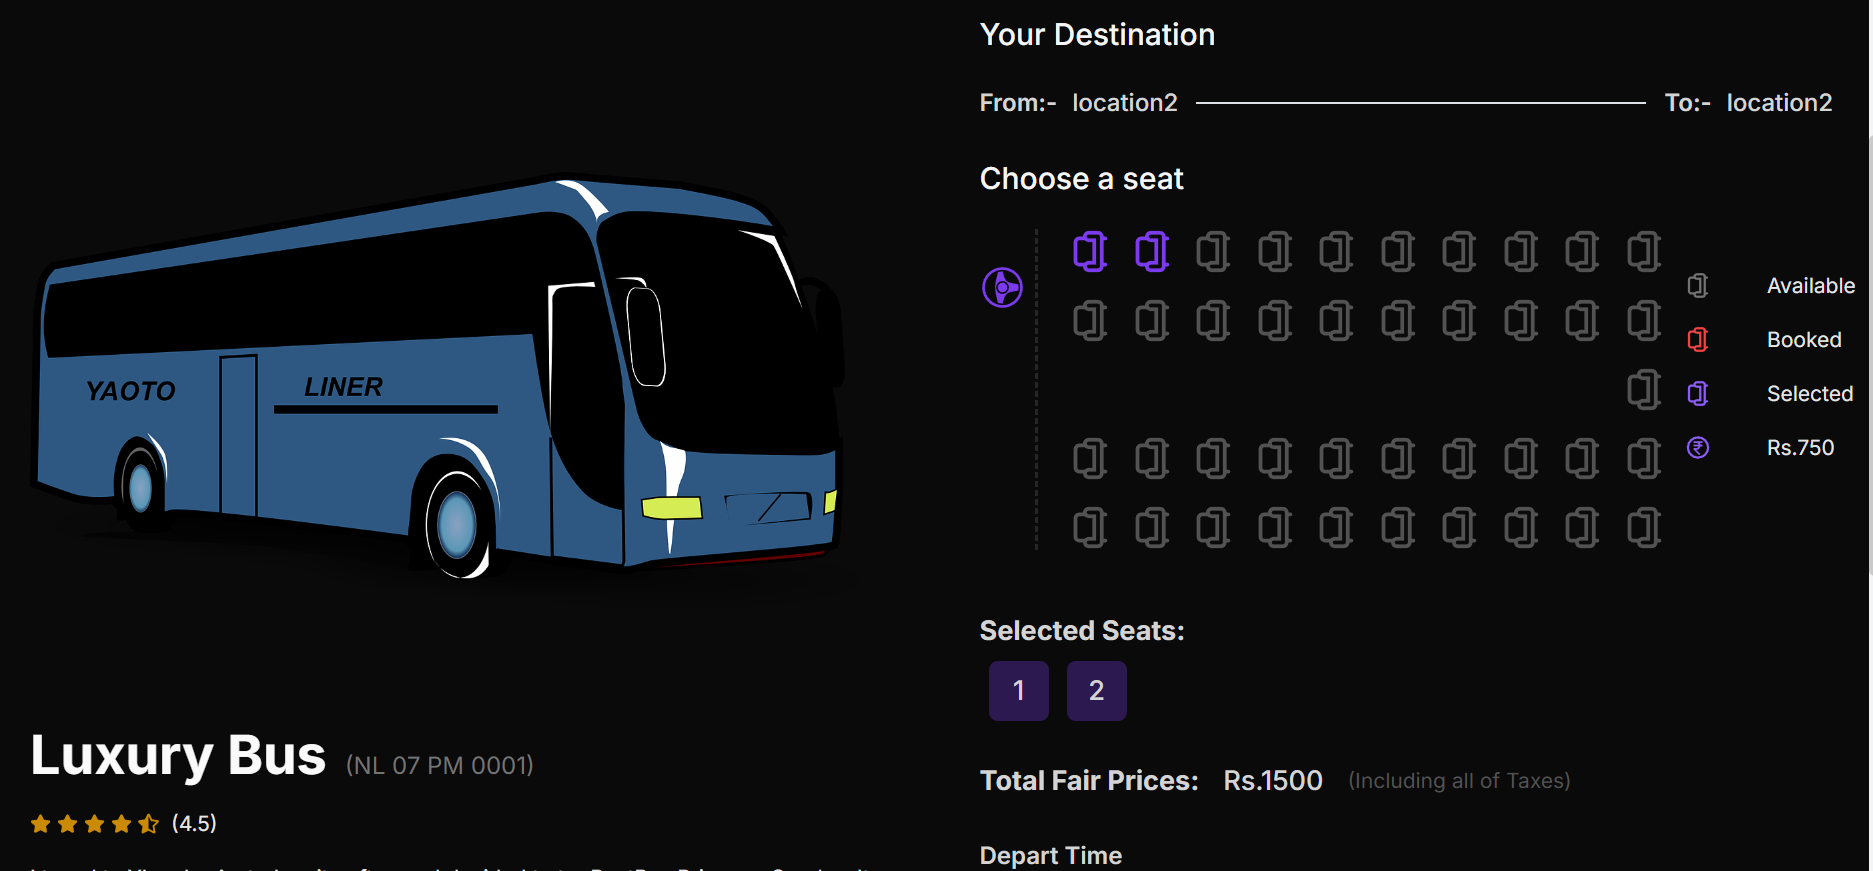 YAOTO
LINER
Luxury Bus (NL 07 PM 0001)
(4.5)
Your Destination
From:- location2 To:- location2
Choose a seat
Available
Booked
Selected
Rs.750
Selected Seats:
1 2
Total Fair Prices: Rs.1500 (Including all of Taxes)
Depart Time